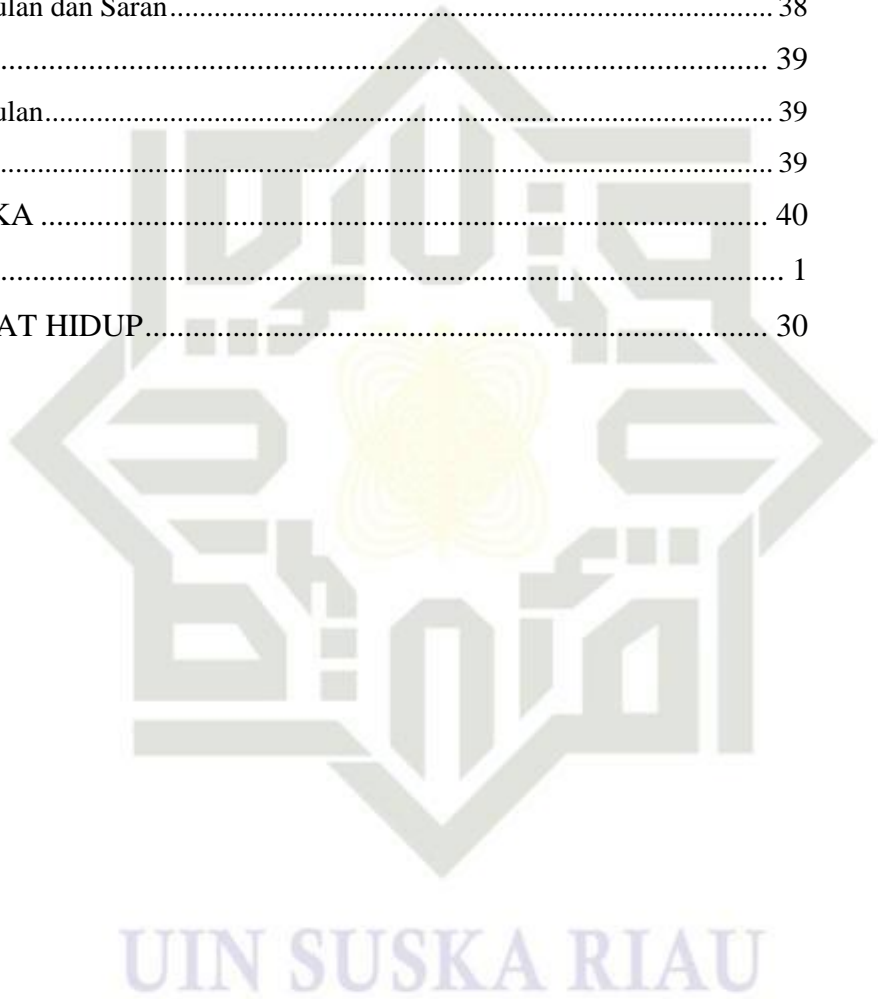 ulan dan Saran.......................................................................................... 38
............................................................................................................... 39
ulan........................................................................................................... 39
............................................................................................................... 39
KA ............................................................................................................ 40
............................................................................................................... 1
AT HIDUP................................................................................................ 30
UIN SUSKA RIAU